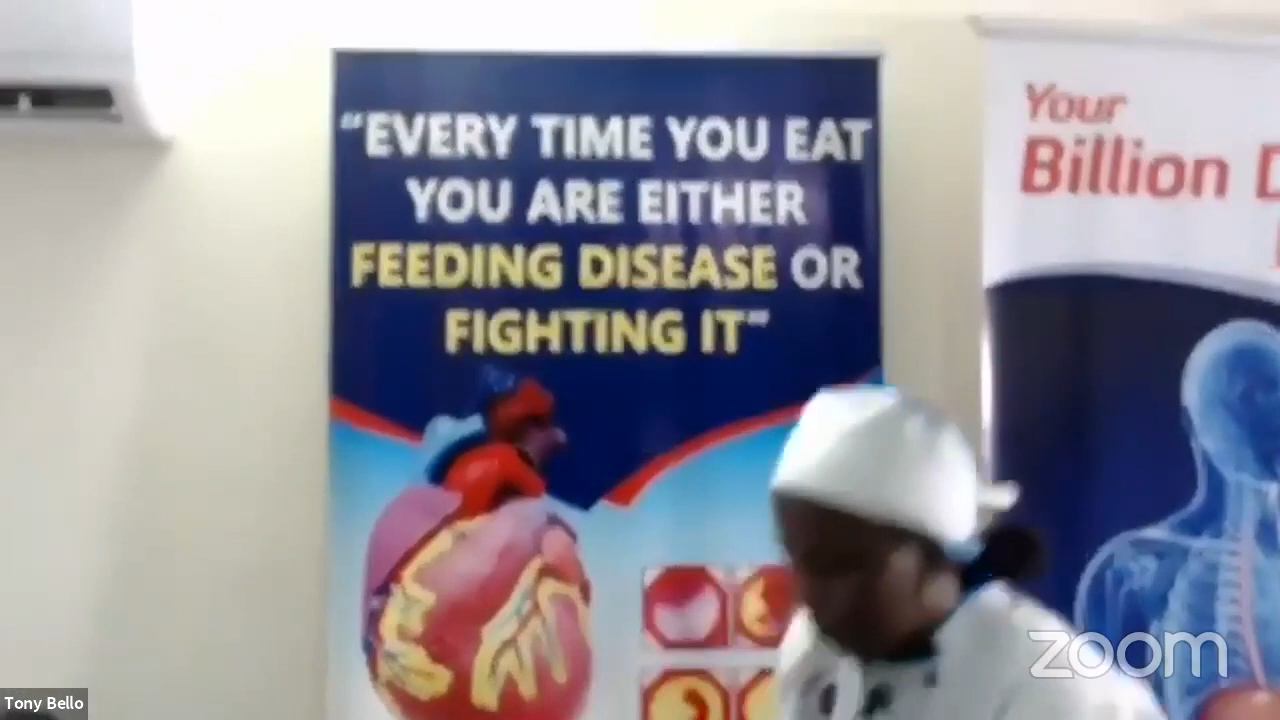 “EVERY TIME YOU EAT
YOU ARE EITHER
FEEDING DISEASE OR
FIGHTING IT”
Your
Billion
zoom
Tony Bello